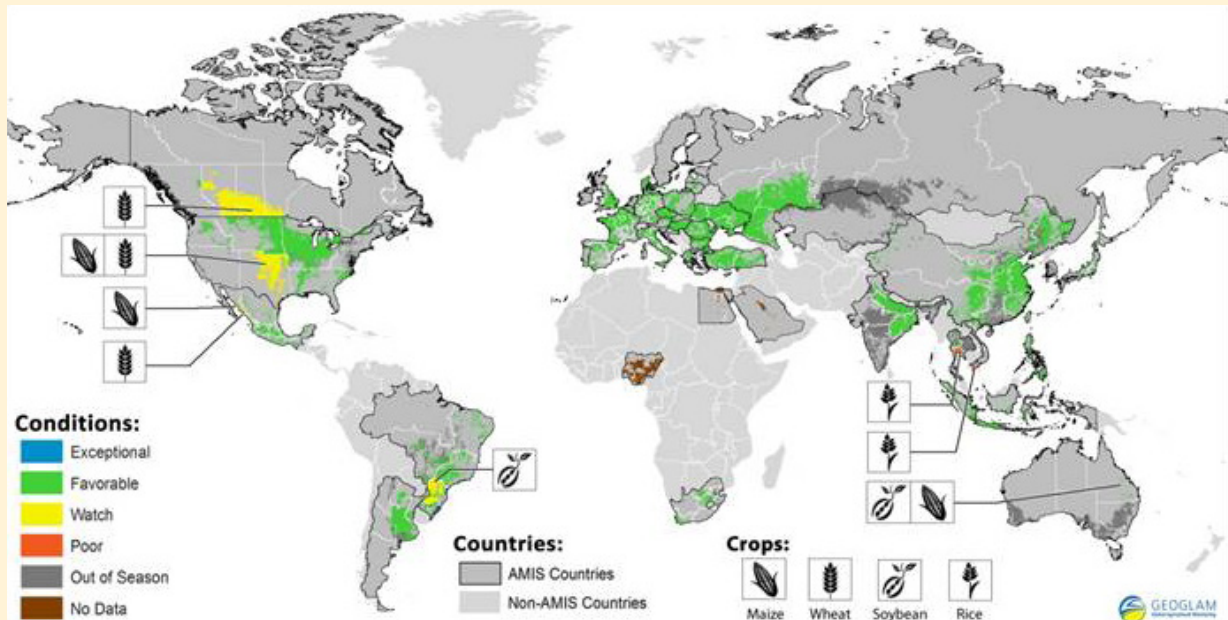 Conditions:
Exceptional
Favorable
Watch
Poor
Out of Season
No Data
Countries:
AMIS Countries
Non-AMIS Countries
Crops:
Maize
Wheat
Soybean
Rice
GEOGLAM